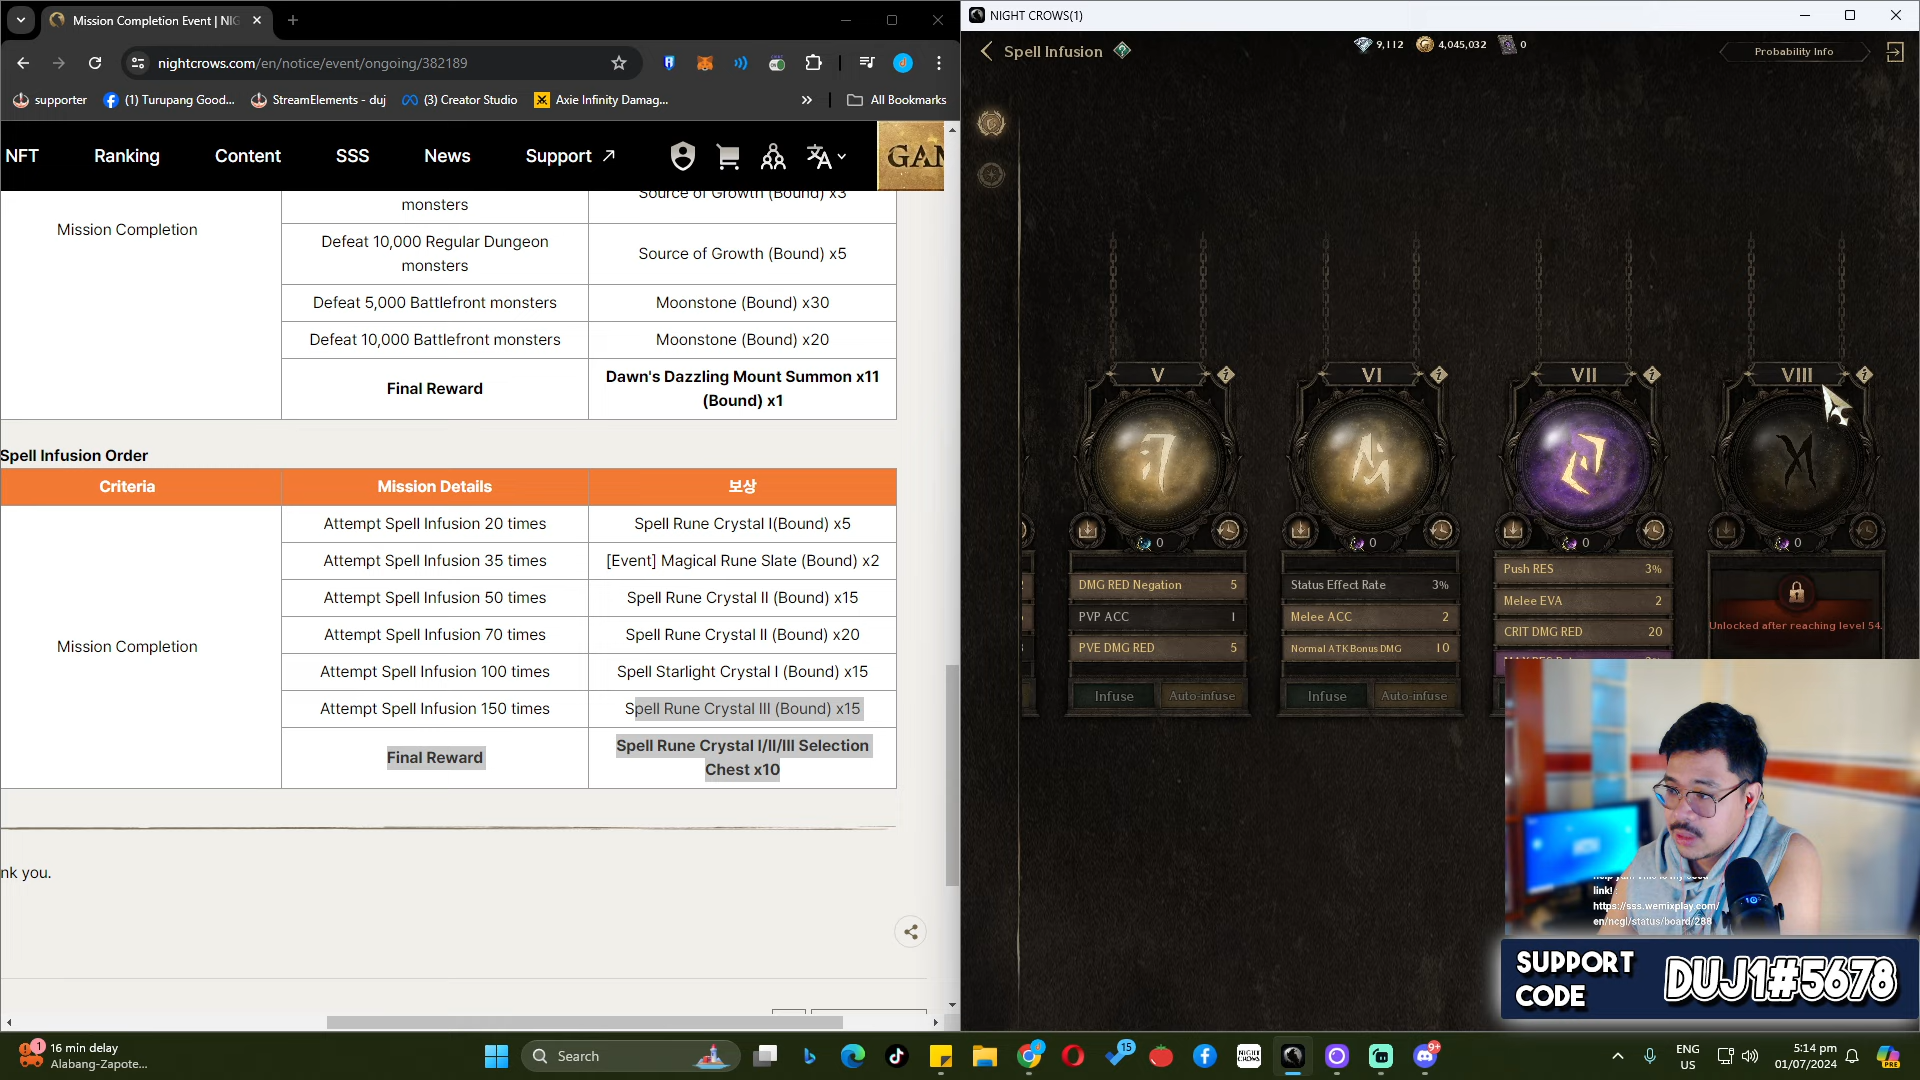 Mission Completion Event | NIG
nightcrows.com/en/notice/event/ongoing/382189
supporter
(1) Turupang Good...
StreamElements - duj
(3) Creator Studio
Axie Infinity Damag...
»
All Bookmarks
NFT
Ranking
Content
SSS
News
Support
GAM
Source of Growth (Bound) x3
monsters
Mission Completion
Defeat 10,000 Regular Dungeon
monsters
Source of Growth (Bound) x5
Defeat 5,000 Battlefront monsters
Moonstone (Bound) x30
Defeat 10,000 Battlefront monsters
Moonstone (Bound) x20
Final Reward
Dawn's Dazzling Mount Summon x11
(Bound) x1
Spell Infusion Order
Criteria
Mission Details
보상
Mission Completion
Attempt Spell Infusion 20 times
Spell Rune Crystal I(Bound) x5
Attempt Spell Infusion 35 times
[Event] Magical Rune Slate (Bound) x2
Attempt Spell Infusion 50 times
Spell Rune Crystal II (Bound) x15
Attempt Spell Infusion 70 times
Spell Rune Crystal II (Bound) x20
Attempt Spell Infusion 100 times
Spell Starlight Crystal I (Bound) x15
Attempt Spell Infusion 150 times
Spell Rune Crystal III (Bound) x15
Final Reward
Spell Rune Crystal I/II/III Selection
Chest x10
nk you.
NIGHT CROWS(1)
Spell Infusion
9,112
4,045,032
0
Probability Info
V
VI
VII
VIII
0
0
0
0
DMG RED Negation 5
PVP ACC 1
PVE DMG RED 5
Infuse
Auto-infuse
Status Effect Rate 3%
Melee ACC 2
Normal ATK Bonus DMG 10
Infuse
Auto-infuse
Push RES 3%
Melee EVA 2
CRIT DMG RED 20
Unlocked after reaching level 54.
link!
https://sss.wemixplay.com/
en/ncgl/status/board/288
SUPPORT
CODE
DUJ1#5678
1
16 min delay
Alabang-Zapote...
Search
NIGHT
CROWS
15
9+
ENG
US
5:14 pm
01/07/2024
PRE